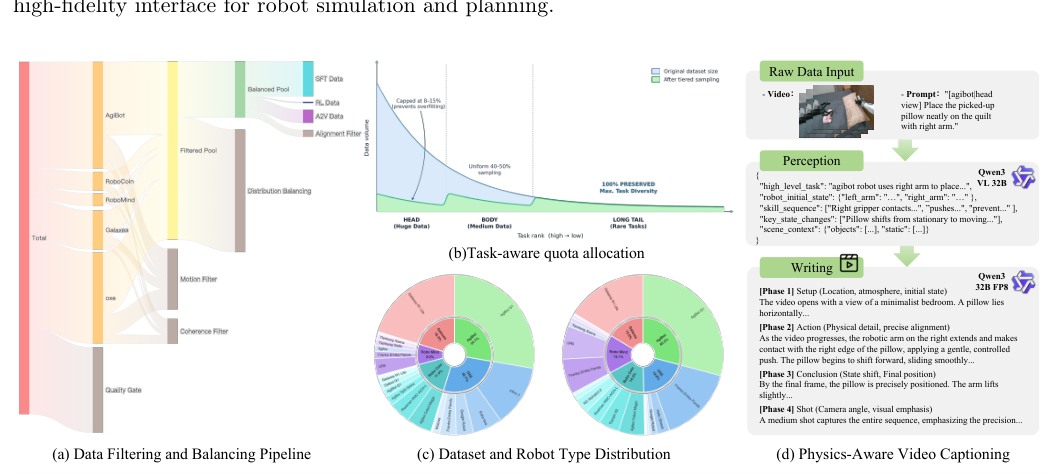 high-fidelity interface for robot simulation and planning.
Total
AgiBot
RoboCoin
RoboMind
Galaxea
oxe
Quality Gate
Filtered Pool
Motion Filter
Coherence Filter
Balanced Pool
Distribution Balancing
SFT Data
RL Data
A2V Data
Alignment Filter
(a) Data Filtering and Balancing Pipeline
Data volume
Original dataset size
After tiered sampling
Capped at 8-15%
(prevents overfitting)
Uniform 40-50%
sampling
100% PRESERVED
Max. Task Diversity
HEAD
(Huge Data)
BODY
(Medium Data)
LONG TAIL
(Rare Tasks)
Task rank (high → low)
(b)Task-aware quota allocation
(c) Dataset and Robot Type Distribution
Raw Data Input
- Video:
- Prompt: "[agibot|head
view] Place the picked-up
pillow neatly on the quilt
with right arm."
Perception
Qwen3
VL 32B
{
"high_level_task": "agibot robot uses right arm to place...",
"robot_initial_state": {"left_arm": "…", "right_arm": "…" },
"skill_sequence": ["Right gripper contacts...", "pushes...", "prevent..." ],
"key_state_changes": ["Pillow shifts from stationary to moving..."],
"scene_context": {"objects": [...], "static": [...]}
}
Writing
Qwen3
32B FP8
[Phase 1] Setup (Location, atmosphere, initial state)
The video opens with a view of a minimalist bedroom. A pillow lies
horizontally...
[Phase 2] Action (Physical detail, precise alignment)
As the video progresses, the robotic arm on the right extends and makes
contact with the right edge of the pillow, applying a gentle, controlled
push. The pillow begins to shift forward, sliding smoothly...
[Phase 3] Conclusion (State shift, Final position)
By the final frame, the pillow is precisely positioned. The arm lifts
slightly...
[Phase 4] Shot (Camera angle, visual emphasis)
A medium shot captures the entire sequence, emphasizing the precision...
(d) Physics-Aware Video Captioning